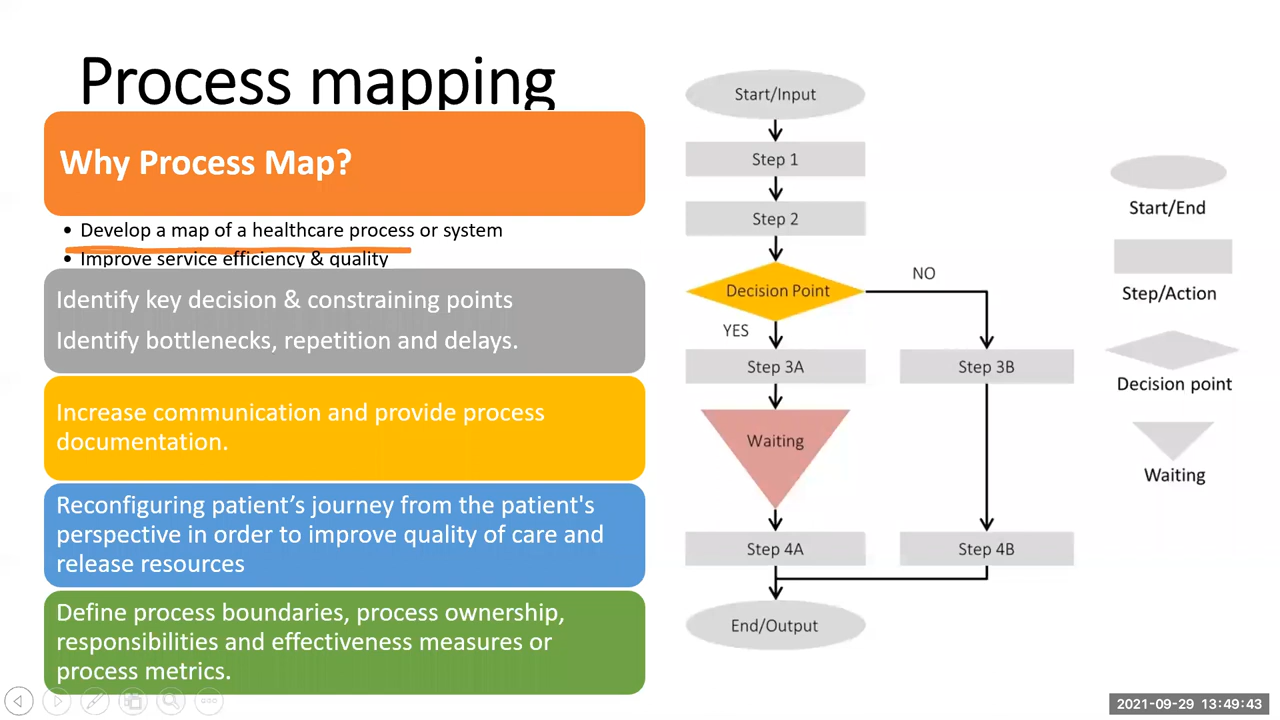 Process mapping
Why Process Map?
• Develop a map of a healthcare process or system
• Improve service efficiency & quality
Identify key decision & constraining points
Identify bottlenecks, repetition and delays.
Increase communication and provide process
documentation.
Reconfiguring patient’s journey from the patient's
perspective in order to improve quality of care and
release resources
Define process boundaries, process ownership,
responsibilities and effectiveness measures or
process metrics.
Start/Input
Step 1
Step 2
Decision Point
NO
YES
Step 3A
Step 3B
Waiting
Step 4A
Step 4B
End/Output
Start/End
Step/Action
Decision point
Waiting
2021-09-29 13:49:43